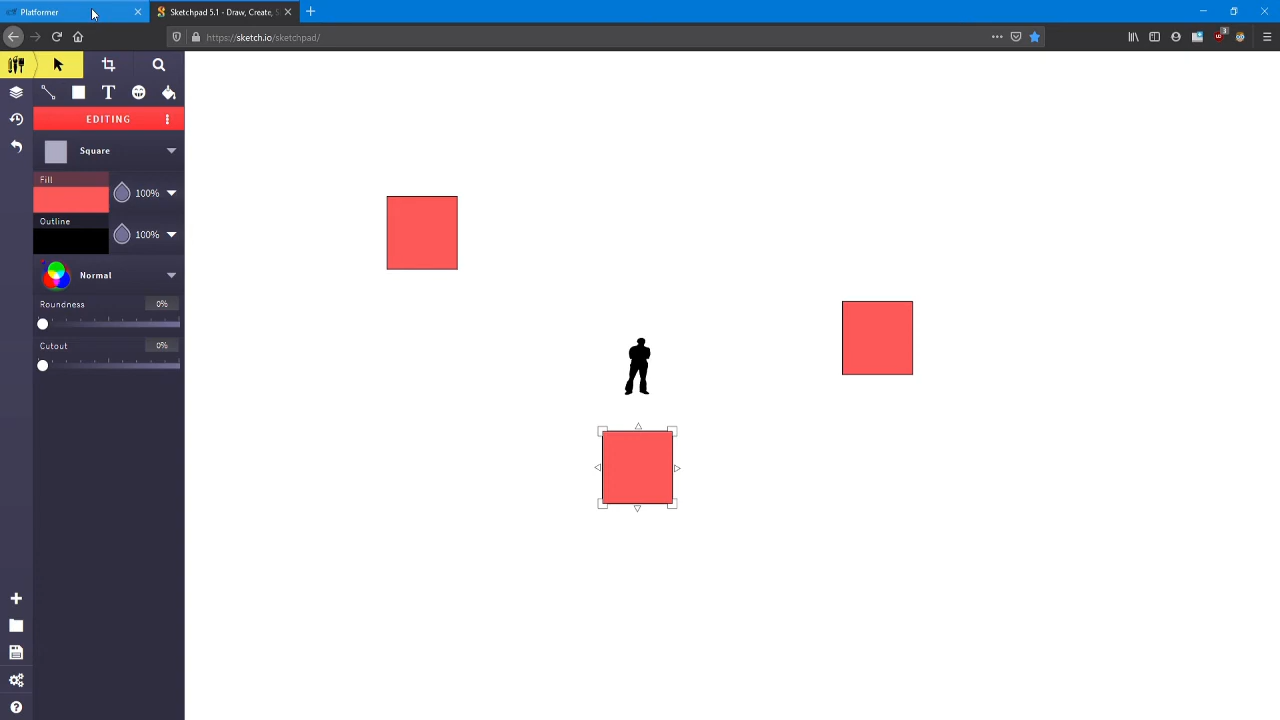 Platformer
Sketchpad 5.1 - Draw, Create, S
https://sketch.io/sketchpad/
3
T
EDITING
Square
Fill
100%
Outline
100%
Normal
Roundness
0%
Cutout
0%
?